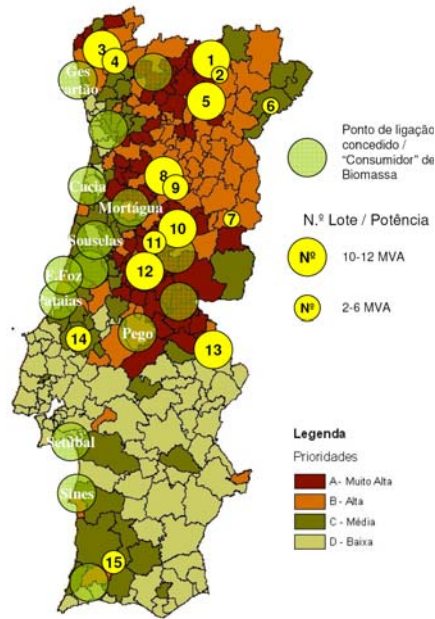 3
4
1
2
5
6
Ges
cartão
8
9
Cacia
Mortágua
10
7
Souselas
11
12
F.Foz
Pataias
14
Pego
13
Setúbal
Sines
15
Ponto de ligação
concedido /
“Consumidor” de
Biomassa
N.º Lote / Potência
Nº
10-12 MVA
Nº
2-6 MVA
Legenda
Prioridades
A- Muito Alta
B - Alta
C - Média
D - Baixa